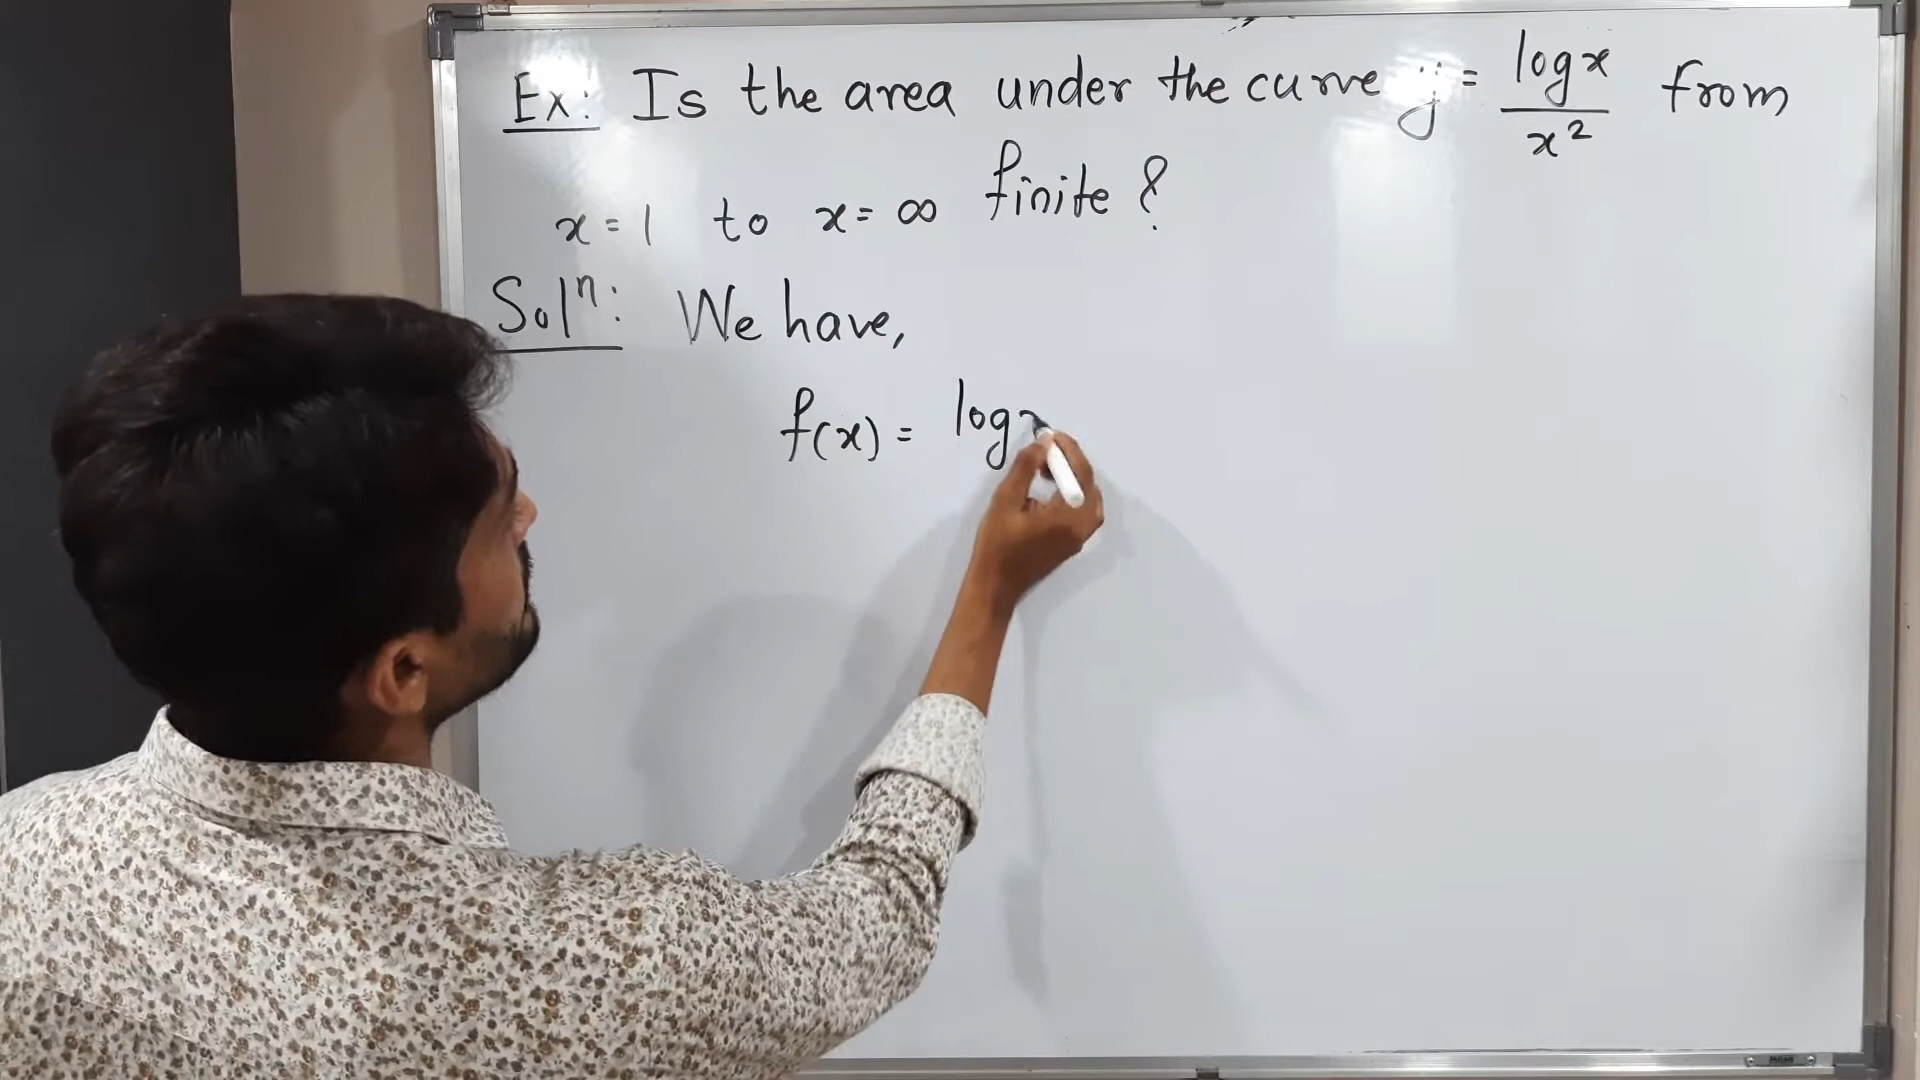 Ex: Is the area under the curve y = log x / x² from
x = 1 to x = ∞ finite ?
Solⁿ: We have,
f(x) = log x